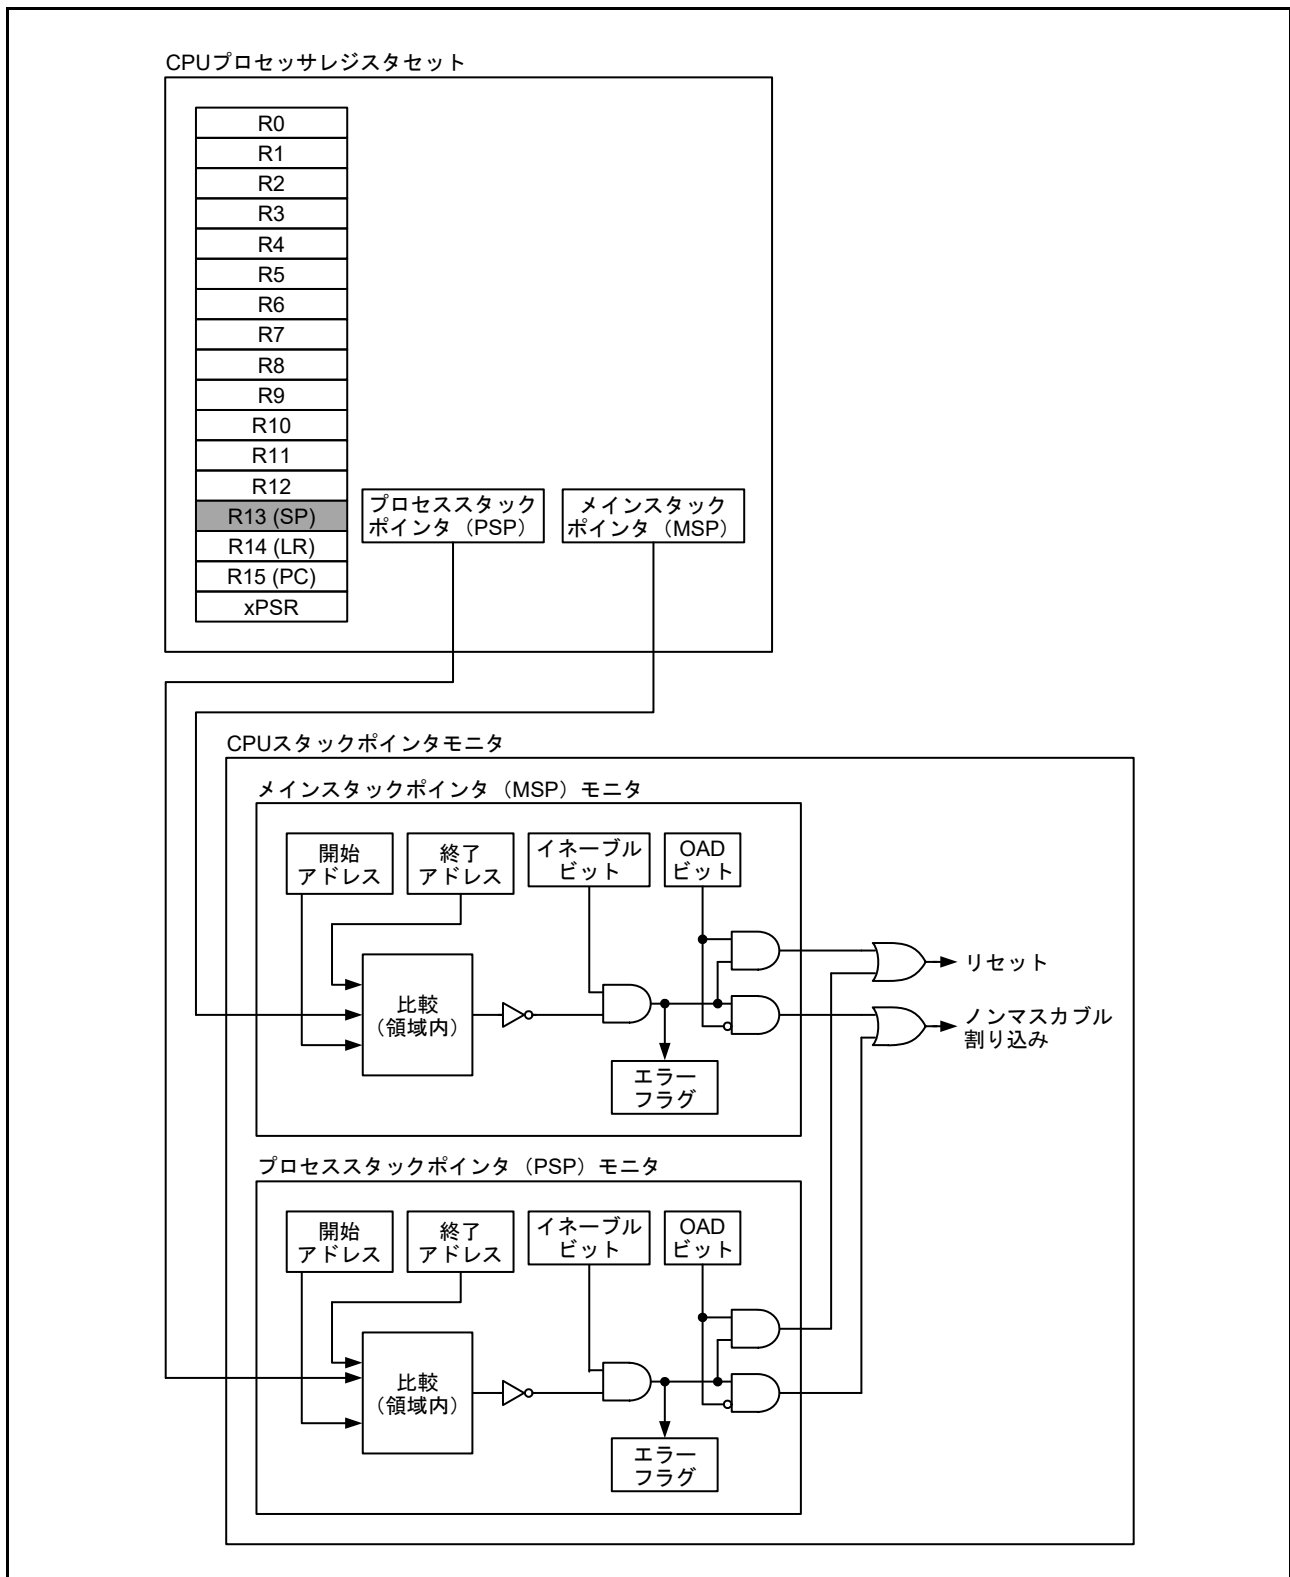 CPUプロセッサレジスタセット
R0
R1
R2
R3
R4
R5
R6
R7
R8
R9
R10
R11
R12
R13 (SP)
R14 (LR)
R15 (PC)
xPSR
プロセススタック
ポインタ（PSP）
メインスタック
ポインタ（MSP）
CPUスタックポインタモニタ
メインスタックポインタ（MSP）モニタ
開始
アドレス
終了
アドレス
イネーブル
ビット
OAD
ビット
比較
（領域内）
エラー
フラグ
リセット
ノンマスカブル
割り込み
プロセススタックポインタ（PSP）モニタ
開始
アドレス
終了
アドレス
イネーブル
ビット
OAD
ビット
比較
（領域内）
エラー
フラグ